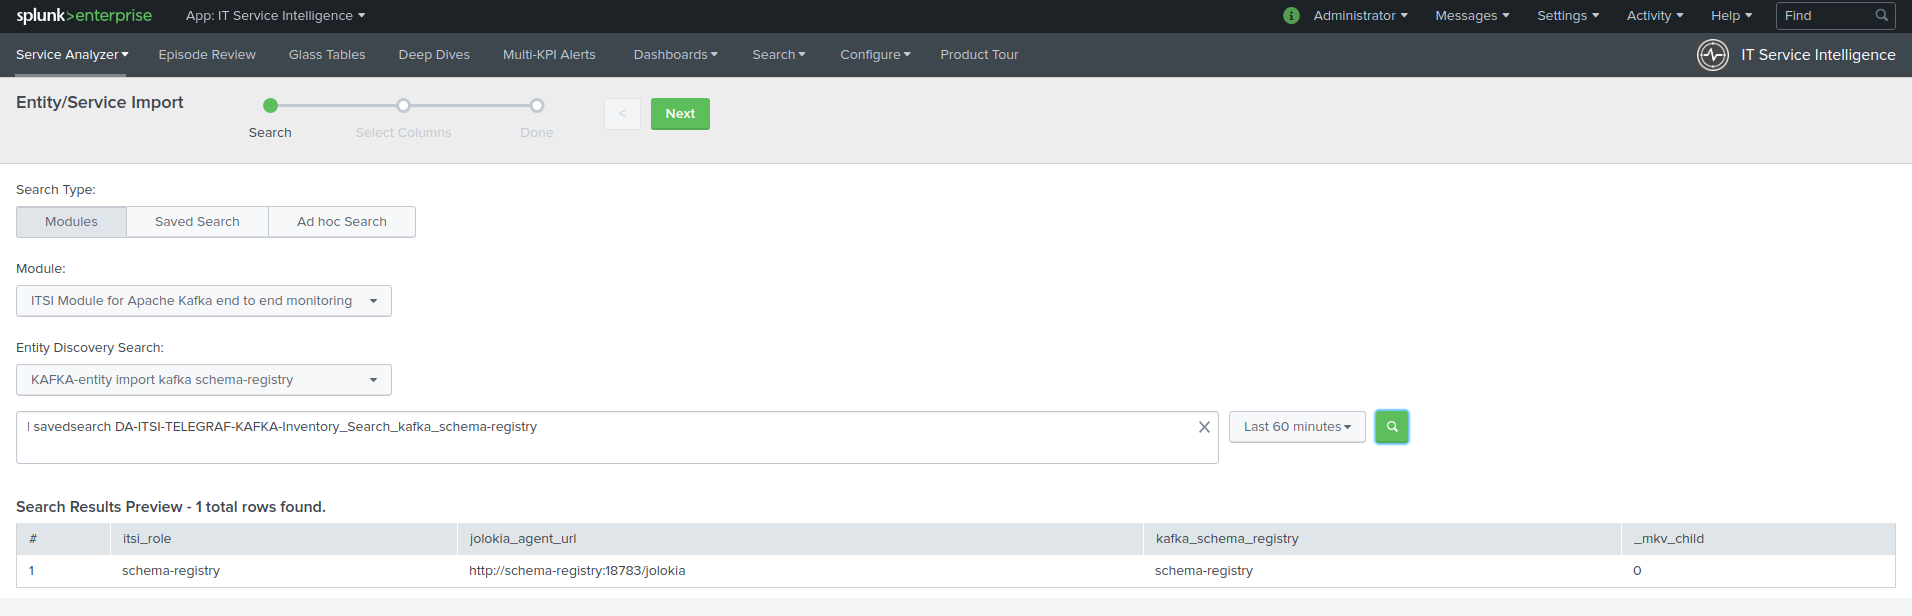 splunk>enterprise App: IT Service Intelligence i Administrator Messages Settings Activity Help Find
Service Analyzer Episode Review Glass Tables Deep Dives Multi-KPI Alerts Dashboards Search Configure Product Tour IT Service Intelligence
Entity/Service Import Search Select Columns Done < Next
Search Type:
Modules Saved Search Ad hoc Search
Module:
ITSI Module for Apache Kafka end to end monitoring
Entity Discovery Search:
KAFKA-entity import kafka schema-registry
| savedsearch DA-ITSI-TELEGRAF-KAFKA-Inventory_Search_kafka_schema-registry Last 60 minutes
Search Results Preview - 1 total rows found.
# itsi_role jolokia_agent_url kafka_schema_registry _mkv_child
1 schema-registry http://schema-registry:18783/jolokia schema-registry 0